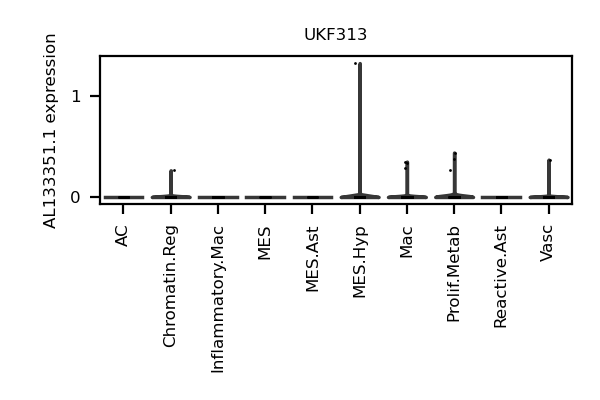 UKF313
AL133351.1 expression
1
0
AC
Chromatin.Reg
Inflammatory.Mac
MES
MES.Ast
MES.Hyp
Mac
Prolif.Metab
Reactive.Ast
Vasc